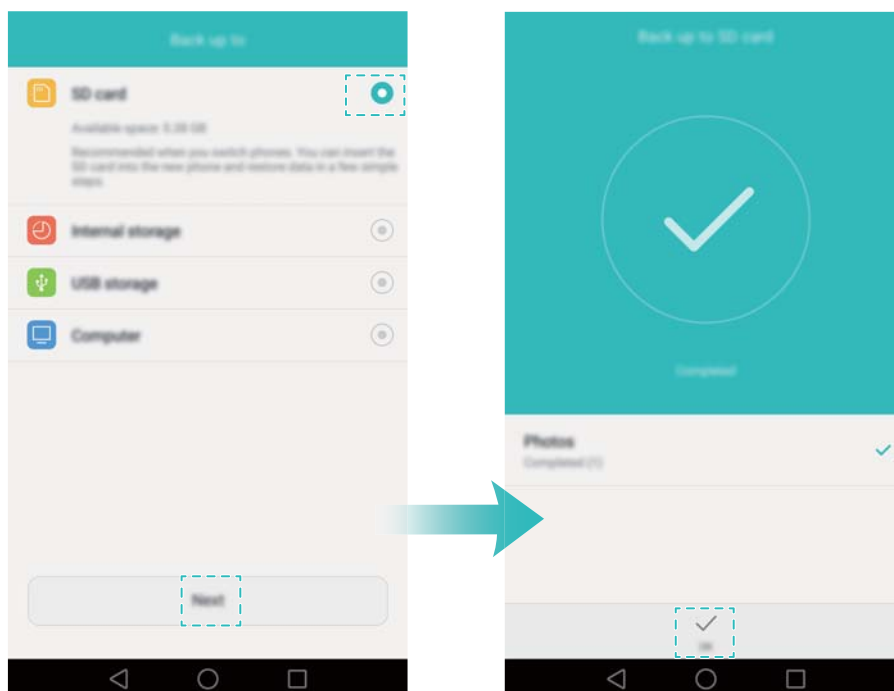 Back up to
SD card
Available space: 5.28 GB
Recommended when you switch phones. You can insert the
SD card into the new phone and restore data in a few simple
steps.
Internal storage
USB storage
Computer
Next
Back up to SD card
Completed
Photos
Completed (1)